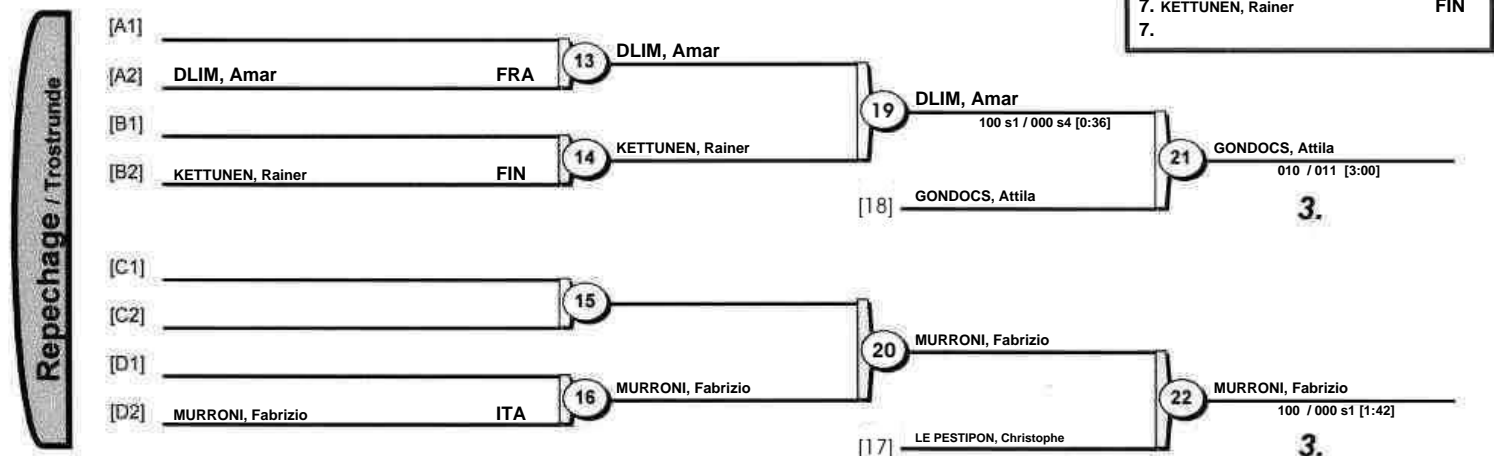 7. KETTUNEN, Rainer FIN
7.
Repechage / Trostrunde
[A1]
[A2] DLIM, Amar FRA
13 DLIM, Amar
[B1]
[B2] KETTUNEN, Rainer FIN
14 KETTUNEN, Rainer
19 DLIM, Amar
100 s1 / 000 s4 [0:36]
[18] GONDOCS, Attila
21 GONDOCS, Attila
010 / 011 [3:00]
3.
[C1]
[C2]
15
[D1]
[D2] MURRONI, Fabrizio ITA
16 MURRONI, Fabrizio
20 MURRONI, Fabrizio
[17] LE PESTIPON, Christophe
22 MURRONI, Fabrizio
100 / 000 s1 [1:42]
3.